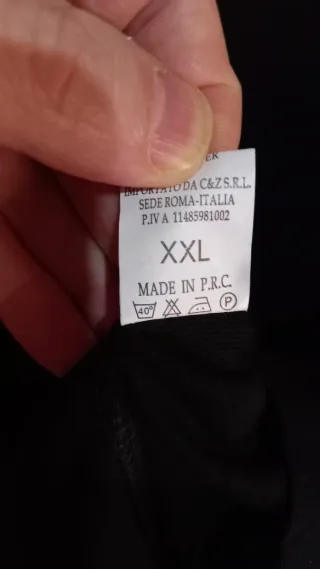 IMPORTATO DA C&Z S.R.L.
SEDE ROMA-ITALIA
P.IVA 11485981002
XXL
MADE IN P.R.C.
40° P